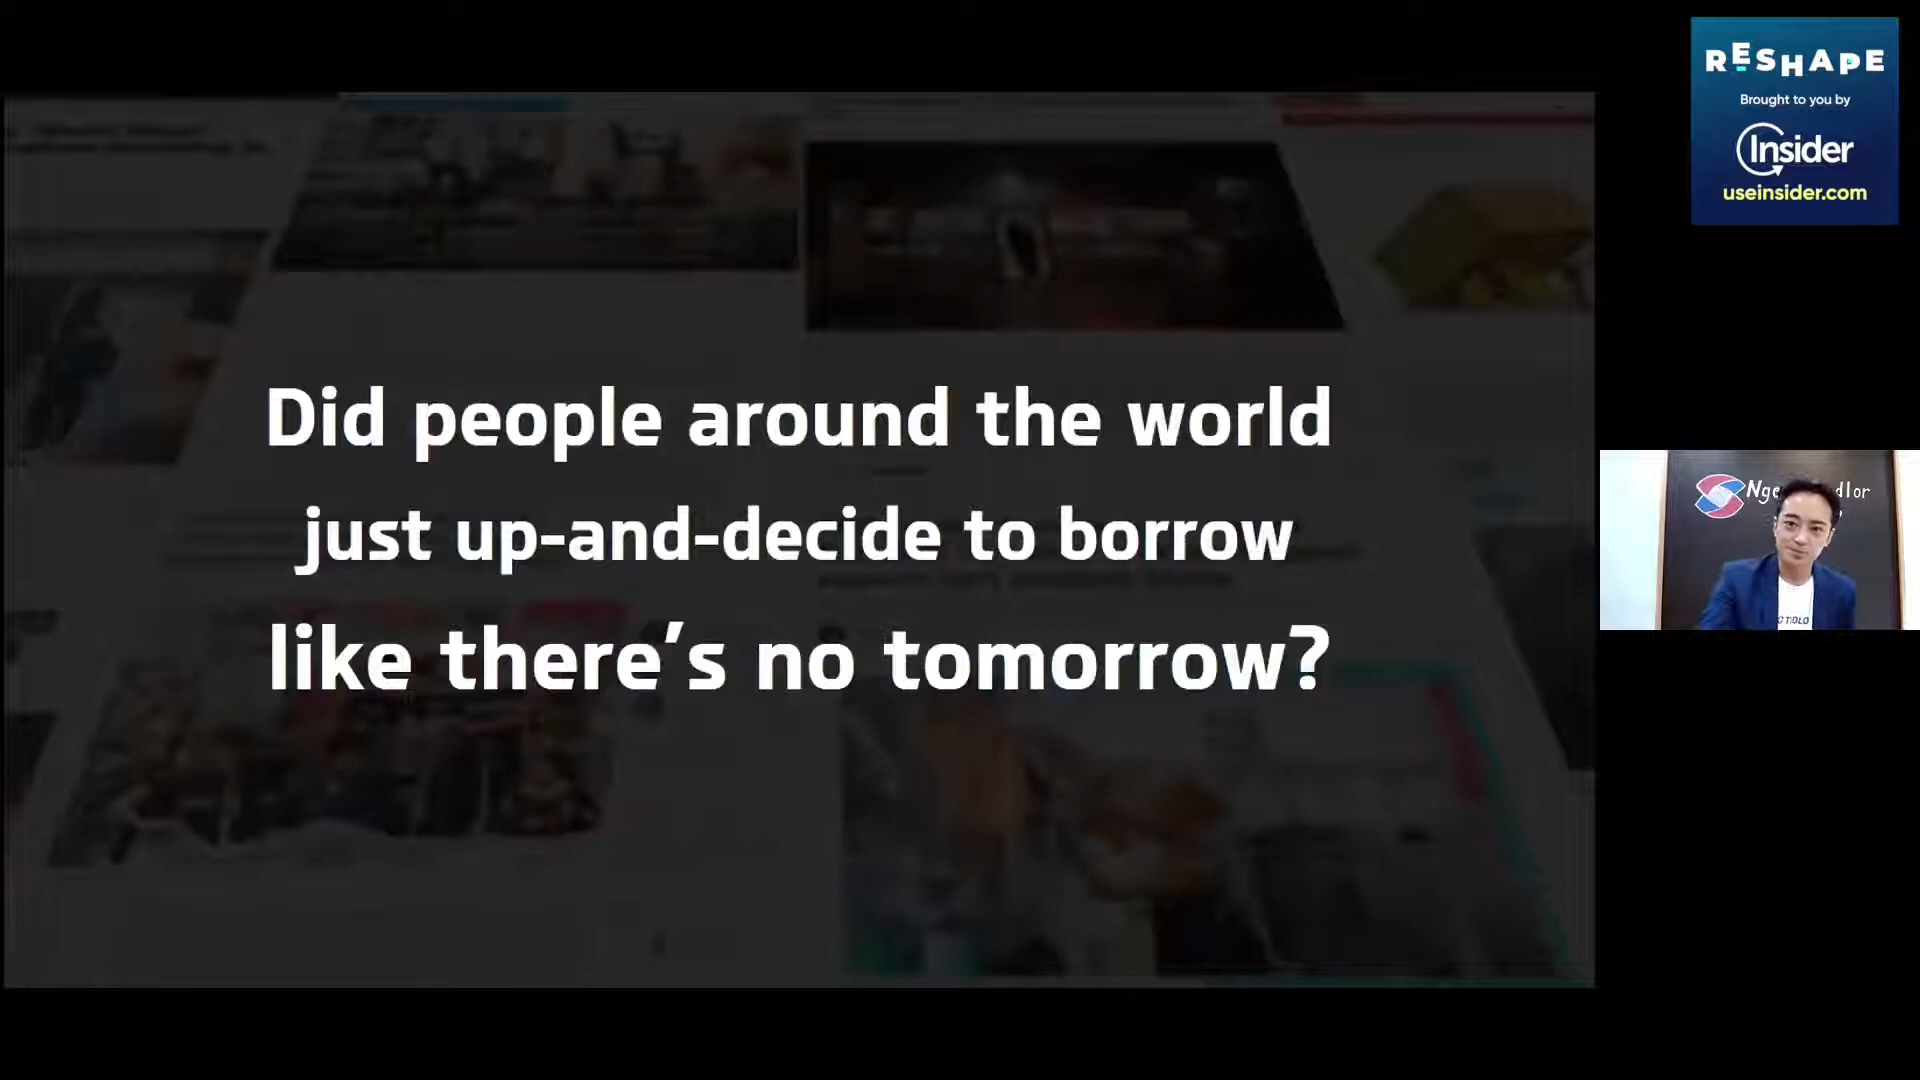 Did people around the world
just up-and-decide to borrow
like there's no tomorrow?
RESHAPE
Brought to you by
Insider
useinsider.com